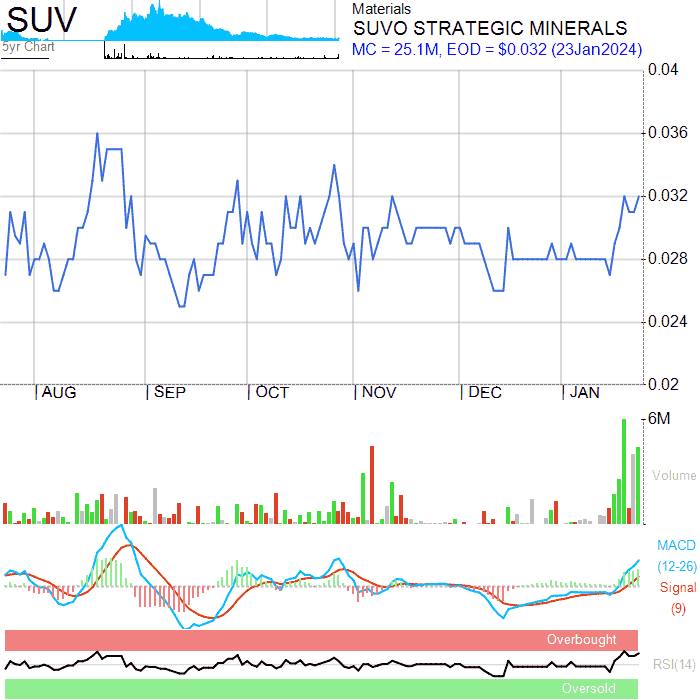 SUV
5yr Chart
Materials
SUVO STRATEGIC MINERALS
MC = 25.1M, EOD = $0.032 (23Jan2024)
0.04
0.036
0.032
0.028
0.024
0.02
AUG SEP OCT NOV DEC JAN
6M
Volume
MACD
(12-26)
Signal
(9)
Overbought
RSI(14)
Oversold